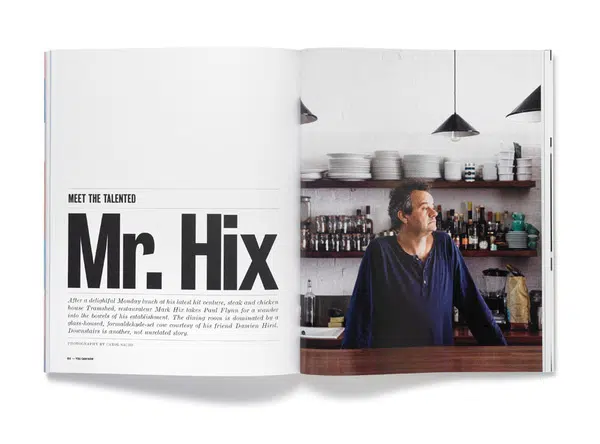 MEET THE TALENTED
Mr. Hix
After a delightful Monday lunch at his latest hit venture, steak and chicken
house Tramshed, restaurateur Mark Hix takes Paul Flynn for a wander
into the bowels of his establishment. The dining room is dominated by a
glass-housed, formaldehyde-set cow courtesy of his friend Damien Hirst.
Downstairs is another, not unrelated story.
PHOTOGRAPHY BY